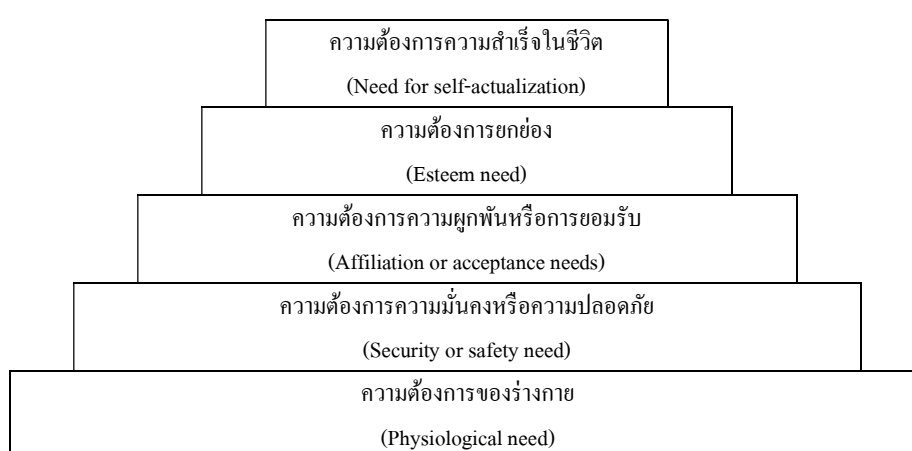 ความต้องการความสำเร็จในชีวิต
(Need for self-actualization)
ความต้องการยกย่อง
(Esteem need)
ความต้องการความผูกพันหรือการยอมรับ
(Affiliation or acceptance needs)
ความต้องการความมั่นคงหรือความปลอดภัย
(Security or safety need)
ความต้องการของร่างกาย
(Physiological need)